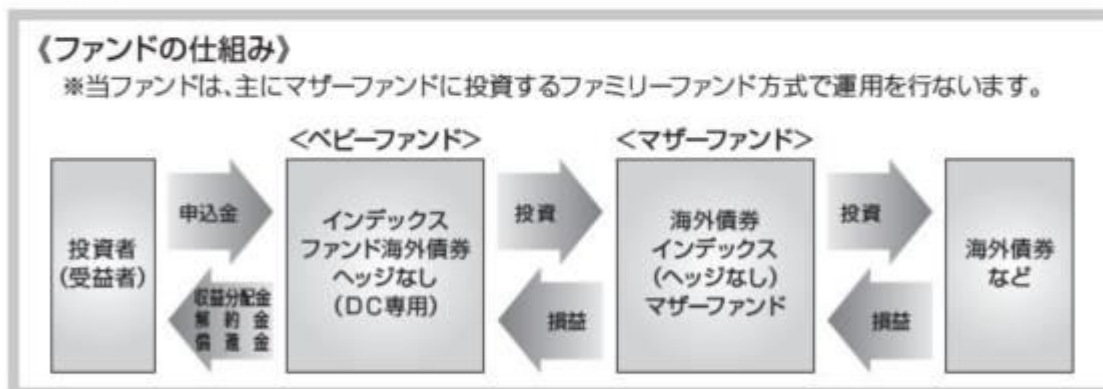 《ファンドの仕組み》
※当ファンドは、主にマザーファンドに投資するファミリーファンド方式で運用を行ないます。
<ベビーファンド>
<マザーファンド>
投資者
(受益者)
申込金
収益分配金
解約金
償還金
インデックス
ファンド海外債券
ヘッジなし
(DC専用)
投資
損益
海外債券
インデックス
(ヘッジなし)
マザーファンド
投資
損益
海外債券
など